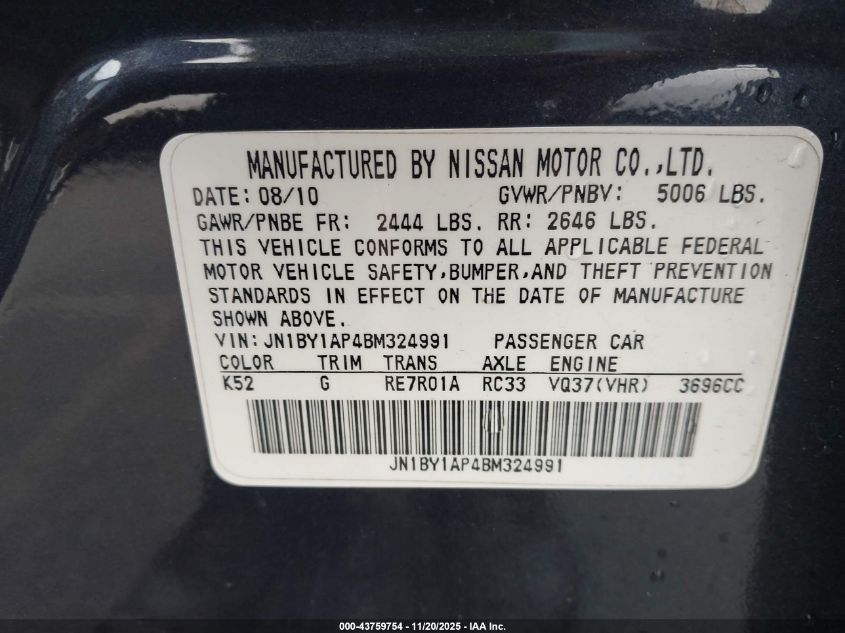 MANUFACTURED BY NISSAN MOTOR CO.,LTD.
DATE: 08/10 GVWR/PNBV: 5006 LBS.
GAWR/PNBE FR: 2444 LBS. RR: 2646 LBS.
THIS VEHICLE CONFORMS TO ALL APPLICABLE FEDERAL
MOTOR VEHICLE SAFETY,BUMPER,AND THEFT PREVENTION
STANDARDS IN EFFECT ON THE DATE OF MANUFACTURE
SHOWN ABOVE.
VIN: JN1BY1AP4BM324991 PASSENGER CAR
COLOR TRIM TRANS AXLE ENGINE
K52 G RE7R01A RC33 VQ37(VHR) 3696CC
JN1BY1AP4BM324991
000-43759754 - 11/20/2025 - IAA Inc.